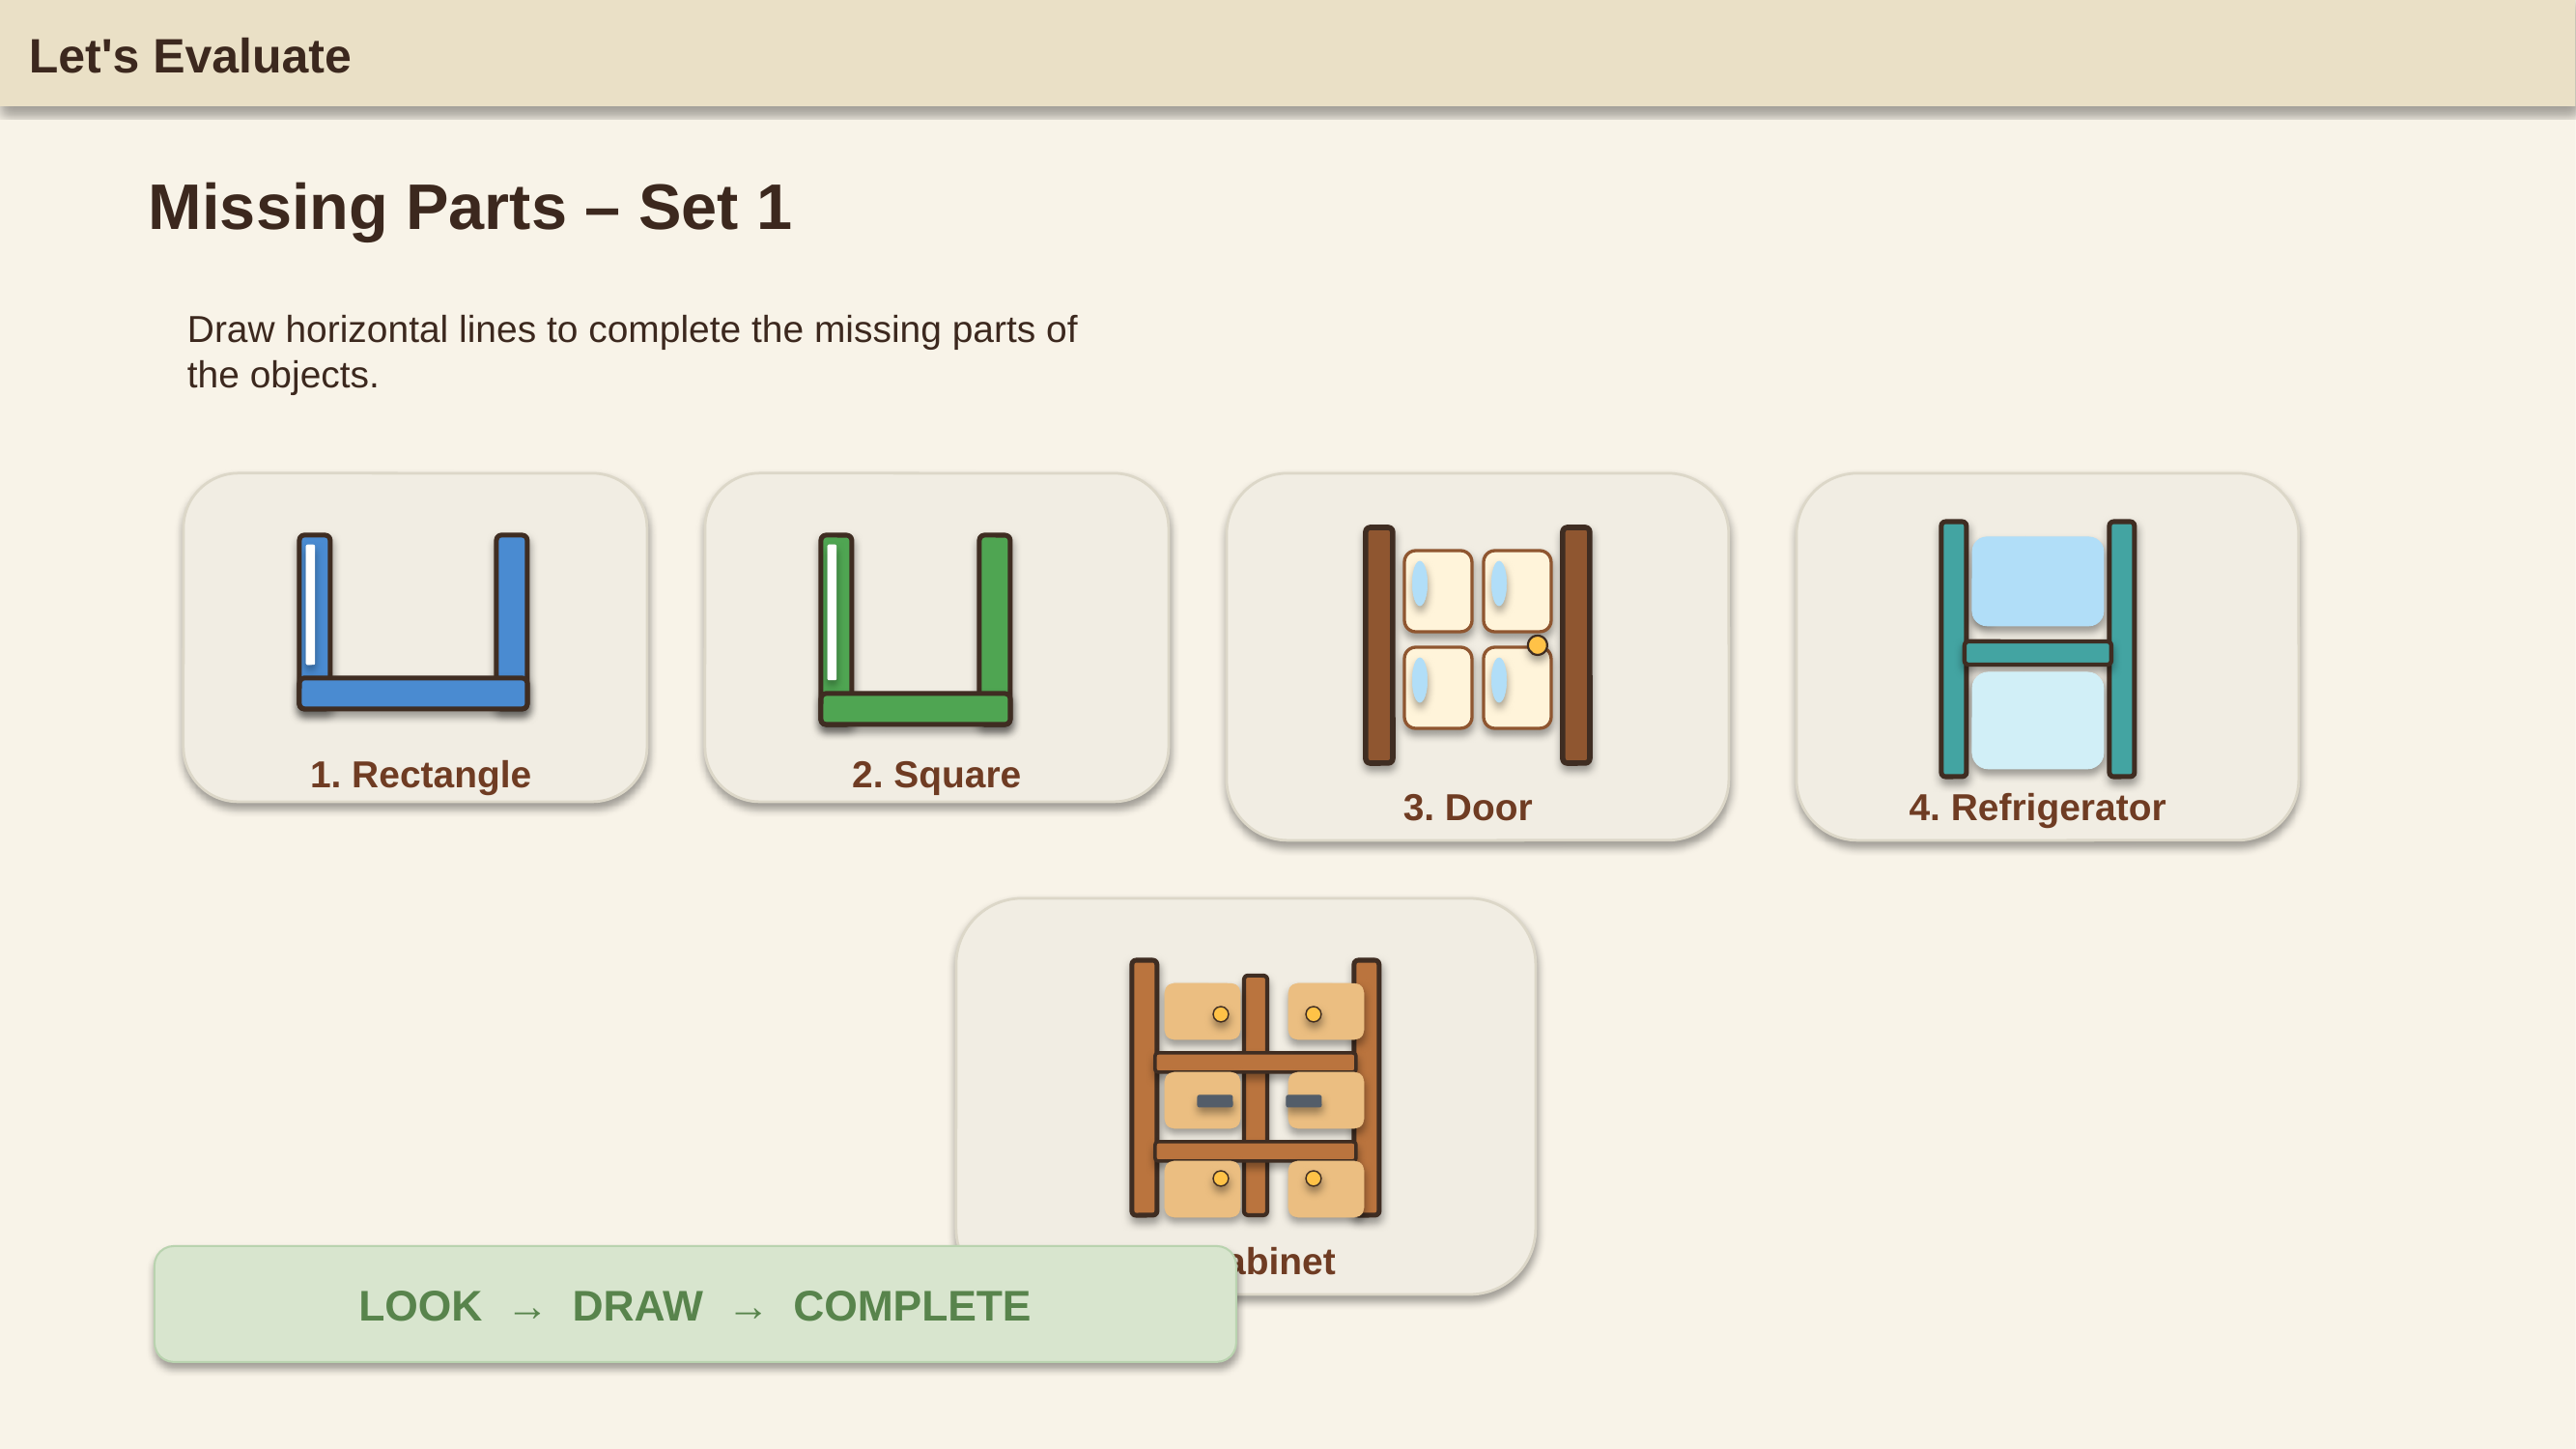 Let's Evaluate
Missing Parts – Set 1
Draw horizontal lines to complete the missing parts of
the objects.
1. Rectangle
2. Square
3. Door
4. Refrigerator
abinet
LOOK → DRAW → COMPLETE